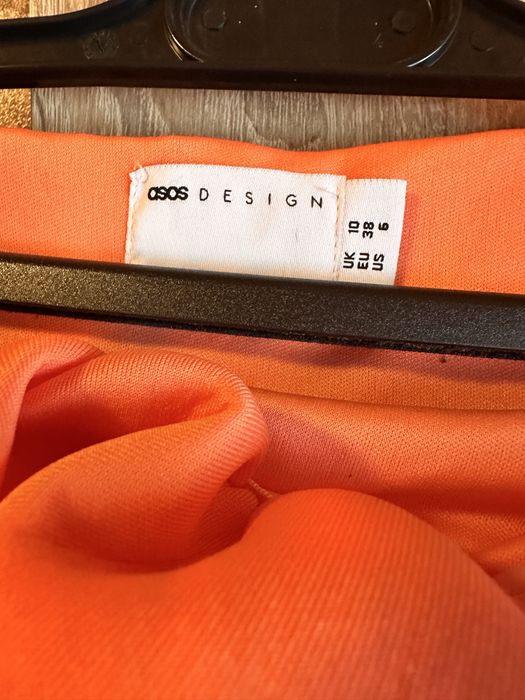 asos DESIGN
UK 10
EU 38
US 6